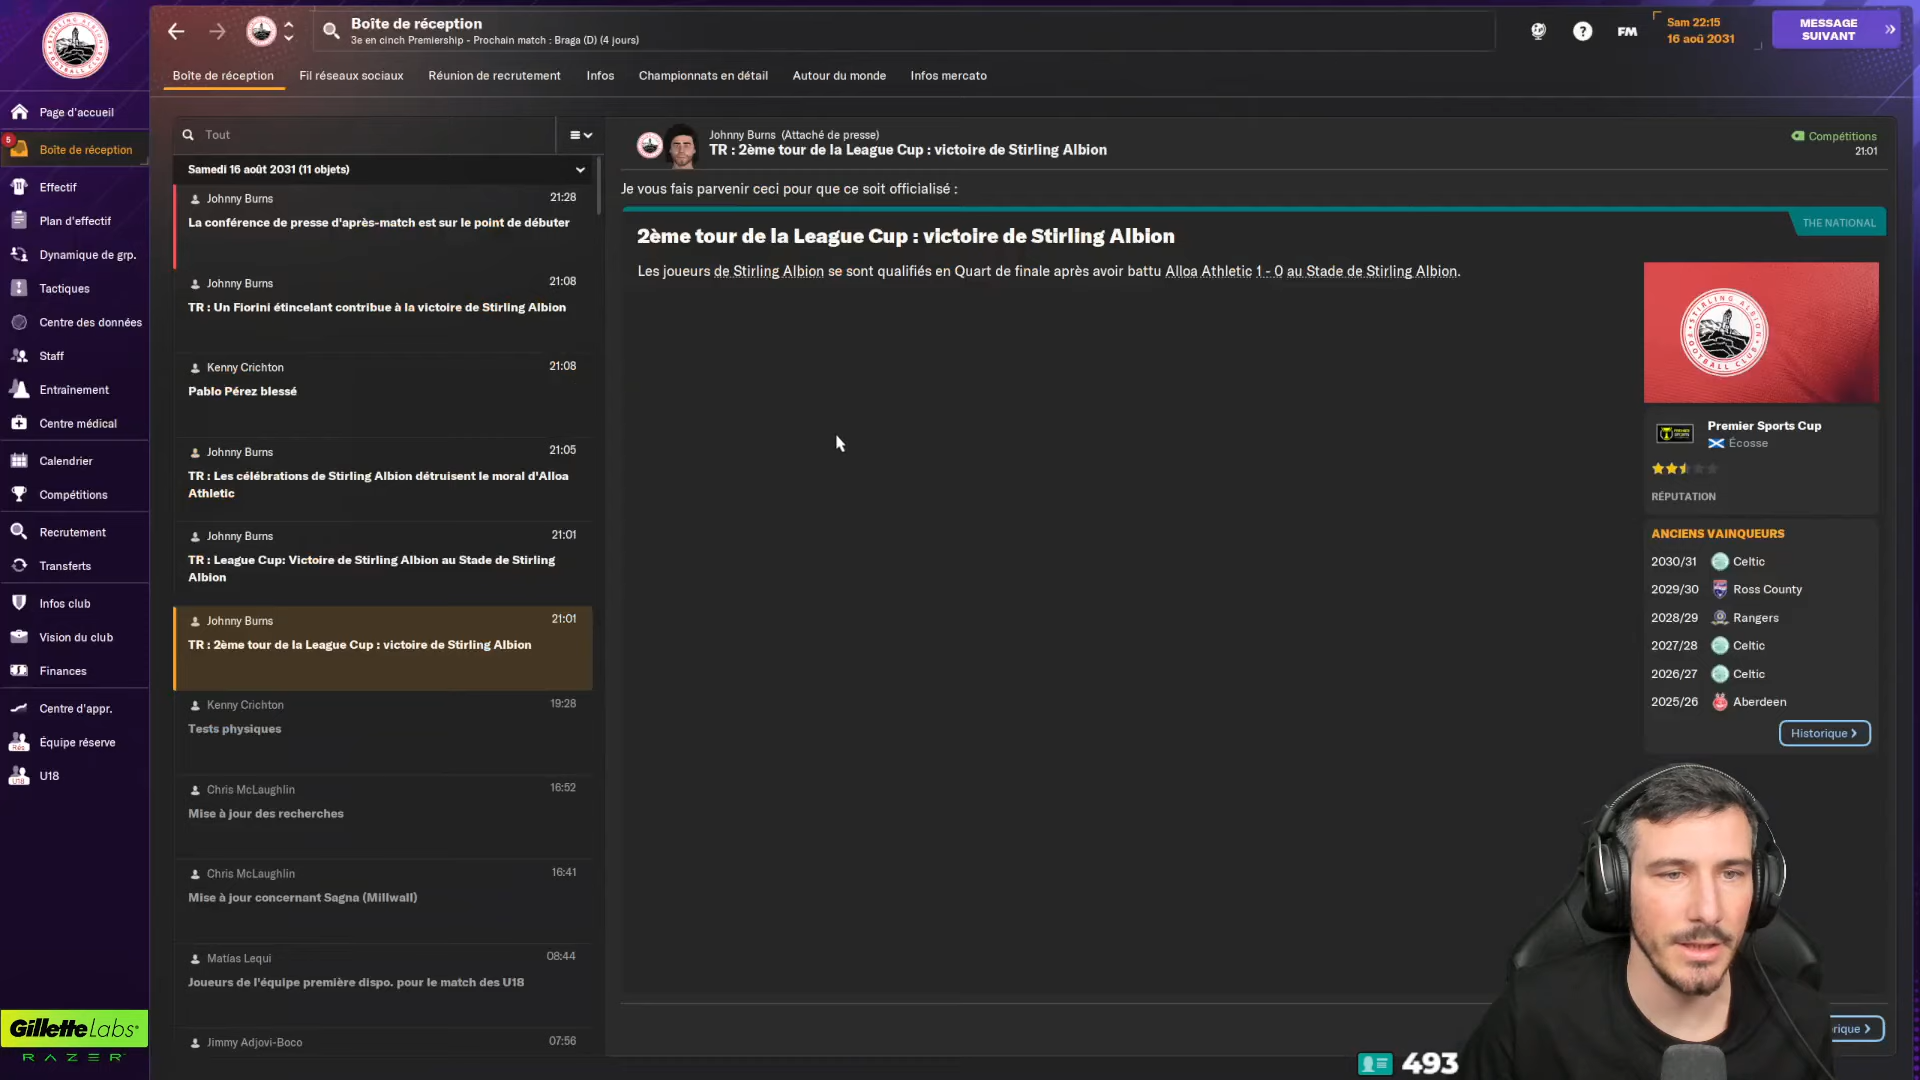 Boîte de réception
3e en cinch Premiership - Prochain match : Braga (D) (4 jours)
FM
Sam 22:15
16 aoû 2031
MESSAGE
SUIVANT
Boîte de réception
Fil réseaux sociaux
Réunion de recrutement
Infos
Championnats en détail
Autour du monde
Infos mercato
Page d'accueil
5
Boîte de réception
Effectif
Plan d'effectif
Dynamique de grp.
Tactiques
Centre des données
Staff
Entraînement
Centre médical
Calendrier
Compétitions
Recrutement
Transferts
Infos club
Vision du club
Finances
Centre d'appr.
Équipe réserve
U18
Gillette Labs
RAZER
Tout
Samedi 16 août 2031 (11 objets)
Johnny Burns 21:28
La conférence de presse d'après-match est sur le point de débuter
Johnny Burns 21:08
TR : Un Fiorini étincelant contribue à la victoire de Stirling Albion
Kenny Crichton 21:08
Pablo Pérez blessé
Johnny Burns 21:05
TR : Les célébrations de Stirling Albion détruisent le moral d'Alloa
Athletic
Johnny Burns 21:01
TR : League Cup: Victoire de Stirling Albion au Stade de Stirling
Albion
Johnny Burns 21:01
TR : 2ème tour de la League Cup : victoire de Stirling Albion
Kenny Crichton 19:28
Tests physiques
Chris McLaughlin 16:52
Mise à jour des recherches
Chris McLaughlin 16:41
Mise à jour concernant Sagna (Millwall)
Matías Lequi 08:44
Joueurs de l'équipe première dispo. pour le match des U18
Jimmy Adjovi-Boco 07:56
Johnny Burns (Attaché de presse)
TR : 2ème tour de la League Cup : victoire de Stirling Albion
Compétitions
21:01
Je vous fais parvenir ceci pour que ce soit officialisé :
THE NATIONAL
2ème tour de la League Cup : victoire de Stirling Albion
Les joueurs de Stirling Albion se sont qualifiés en Quart de finale après avoir battu Alloa Athletic 1 - 0 au Stade de Stirling Albion.
STIRLING ALBION
FOOTBALL CLUB
Premier Sports Cup
Écosse
RÉPUTATION
ANCIENS VAINQUEURS
2030/31 Celtic
2029/30 Ross County
2028/29 Rangers
2027/28 Celtic
2026/27 Celtic
2025/26 Aberdeen
Historique
rique
493